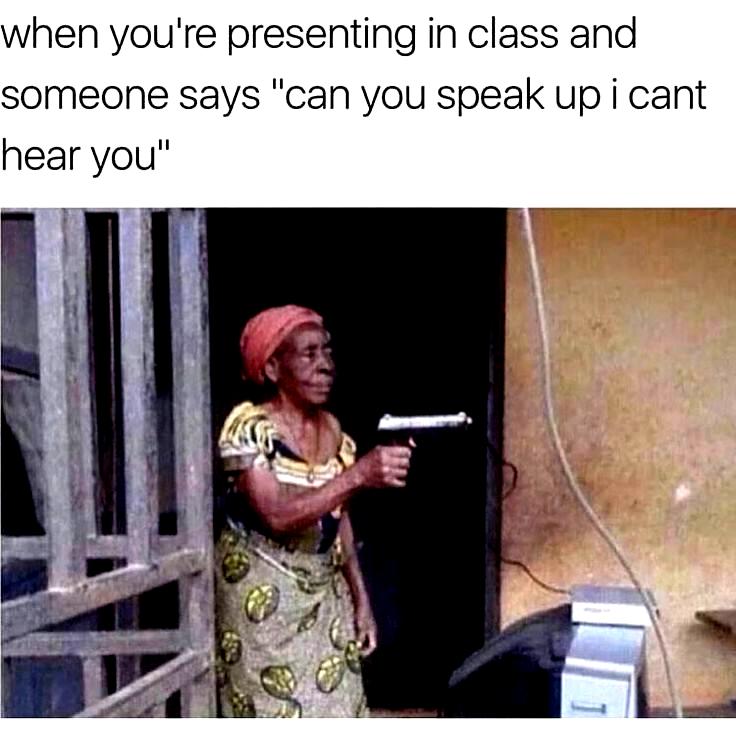 when you're presenting in class and
someone says "can you speak up i cant
hear you"